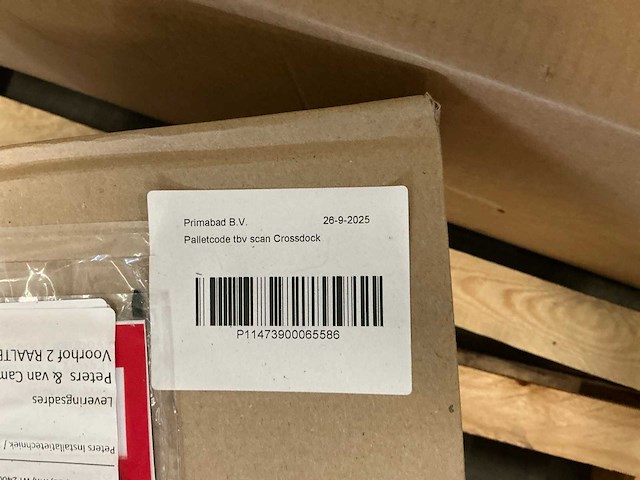 Primabad B.V. 26-9-2025
Palletcode tbv scan Crossdock
P11473900065586
Peters Installatietechniek /
Leveringsadres
Peters & van Cam
Voorhof 2 RAALTE